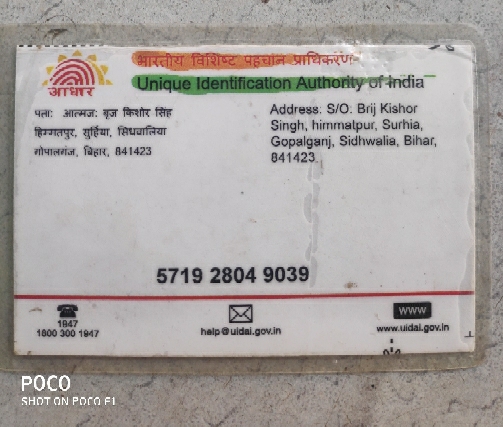 भारतीय विशिष्ट पहचान प्राधिकरण
Unique Identification Authority of India
आधार
पताः आत्मजः बृज किशोर सिंह
हिम्मतपुर, सुर्हिया, सिधवालिया
गोपालगंज, बिहार, 841423
Address: S/O: Brij Kishor
Singh, himmatpur, Surhia,
Gopalganj, Sidhwalia, Bihar,
841423
5719 2804 9039
1947
1800 300 1947
help@uidai.gov.in
www
www.uidai.gov.in
POCO
SHOT ON POCO F1